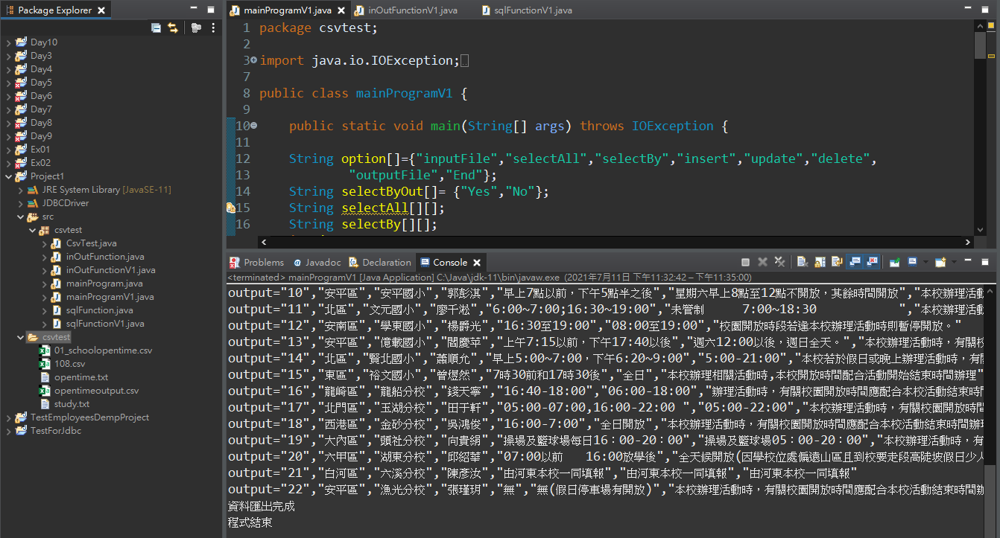 Package Explorer
Day10
Day3
Day4
Day5
Day6
Day7
Day8
Day9
Ex01
Ex02
Project1
JRE System Library [JavaSE-11]
JDBCDriver
src
csvtest
CsvTest.java
inOutFunction.java
inOutFunctionV1.java
mainProgram.java
mainProgramV1.java
sqlFunction.java
sqlFunctionV1.java
csvtest
01_schoolopentime.csv
108.csv
opentime.txt
opentimeoutput.csv
study.txt
TestEmployeesDempProject
TestForJdbc
mainProgramV1.java inOutFunctionV1.java sqlFunctionV1.java
1 package csvtest;
2
3 import java.io.IOException;
7
8 public class mainProgramV1 {
9
10 public static void main(String[] args) throws IOException {
11
12 String option[]={"inputFile","selectAll","selectBy","insert","update","delete",
13 "outputFile","End"};
14 String selectByOut[]= {"Yes","No"};
15 String selectAll[][];
16 String selectBy[][];
Problems Javadoc Declaration Console
<terminated> mainProgramV1 [Java Application] C:\Java\jdk-11\bin\javaw.exe (2021年7月11日 下午11:32:42 – 下午11:35:00)
output="10","安平區","安平國小","郭彭淇","早上7點以前，下午5點半之後","星期六早上8點至12點不開放，其餘時間開放","本校辦理活動
output="11","北區","文元國小","廖千淞","6:00~7:00;16:30~19:00","未管制 7:00~18:30 ","本校辦理活動
output="12","安南區","學東國小","楊爵光","16:30至19:00","08:00至19:00","校園開放時段若逢本校辦理活動時則暫停開放。"
output="13","安平區","億載國小","閻慶苹","上午7:15以前，下午17:40以後","週六12:00以後，週日全天。","本校辦理活動時，有關校
output="14","北區","賢北國小","蕭順允","早上5:00~7:00，下午6:20~9:00","5:00-21:00","本校若於假日或晚上辦理活動時，有關
output="15","東區","裕文國小","曾煜然","7時30前和17時30後","全日","本校辦理相關活動時,本校開放時間配合活動開始結束時間辦理"
output="16","龍崎區","龍船分校","錢天寧","16:40-18:00","06:00-18:00","辦理活動時，有關校園開放時間應配合本校活動結束時間
output="17","北門區","玉湖分校","田于軒","05:00-07:00,16:00-22:00 ","05:00-22:00","本校辦理活動時，有關校園開放時間
output="18","西港區","金砂分校","吳鴻俊","16:00-7:00","全日開放","本校辦理活動時，有關校園開放時間應配合本校活動結束時間辦理
output="19","大內區","頭社分校","向貴絹","操場及籃球場每日16：00-20：00","操場及籃球場05：00-20：00","本校辦理活動時，有
output="20","六甲區","湖東分校","邱紹華","07:00以前 16:00放學後","全天候開放(因學校位處偏遠山區且到校要走段高陡坡假日少人
output="21","白河區","六溪分校","陳彥汝","由河東本校一同填報","由河東本校一同填報","由河東本校一同填報"
output="22","安平區","漁光分校","張瑾玥","無","無(假日停車場有開放)","本校辦理活動時，有關校園開放時間應配合本校活動結束時間辦
資料匯出完成
程式結束